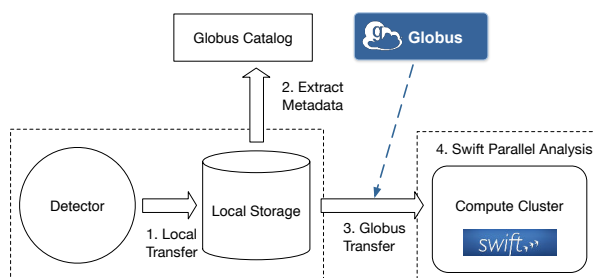 Globus Catalog
g Globus
2. Extract
Metadata
4. Swift Parallel Analysis
Detector
Local Storage
Compute Cluster
1. Local
Transfer
3. Globus
Transfer
swift